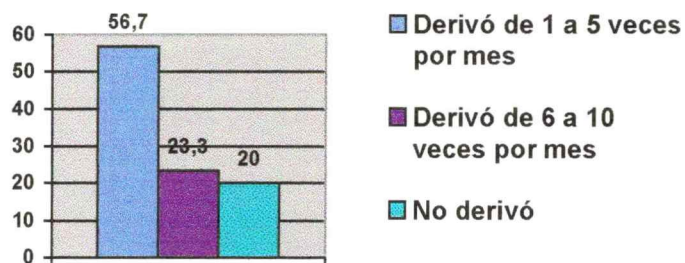 56,7
60
50
40
30
20
10
0
23,3
20
Derivó de 1 a 5 veces
por mes
Derivó de 6 a 10
veces por mes
No derivó